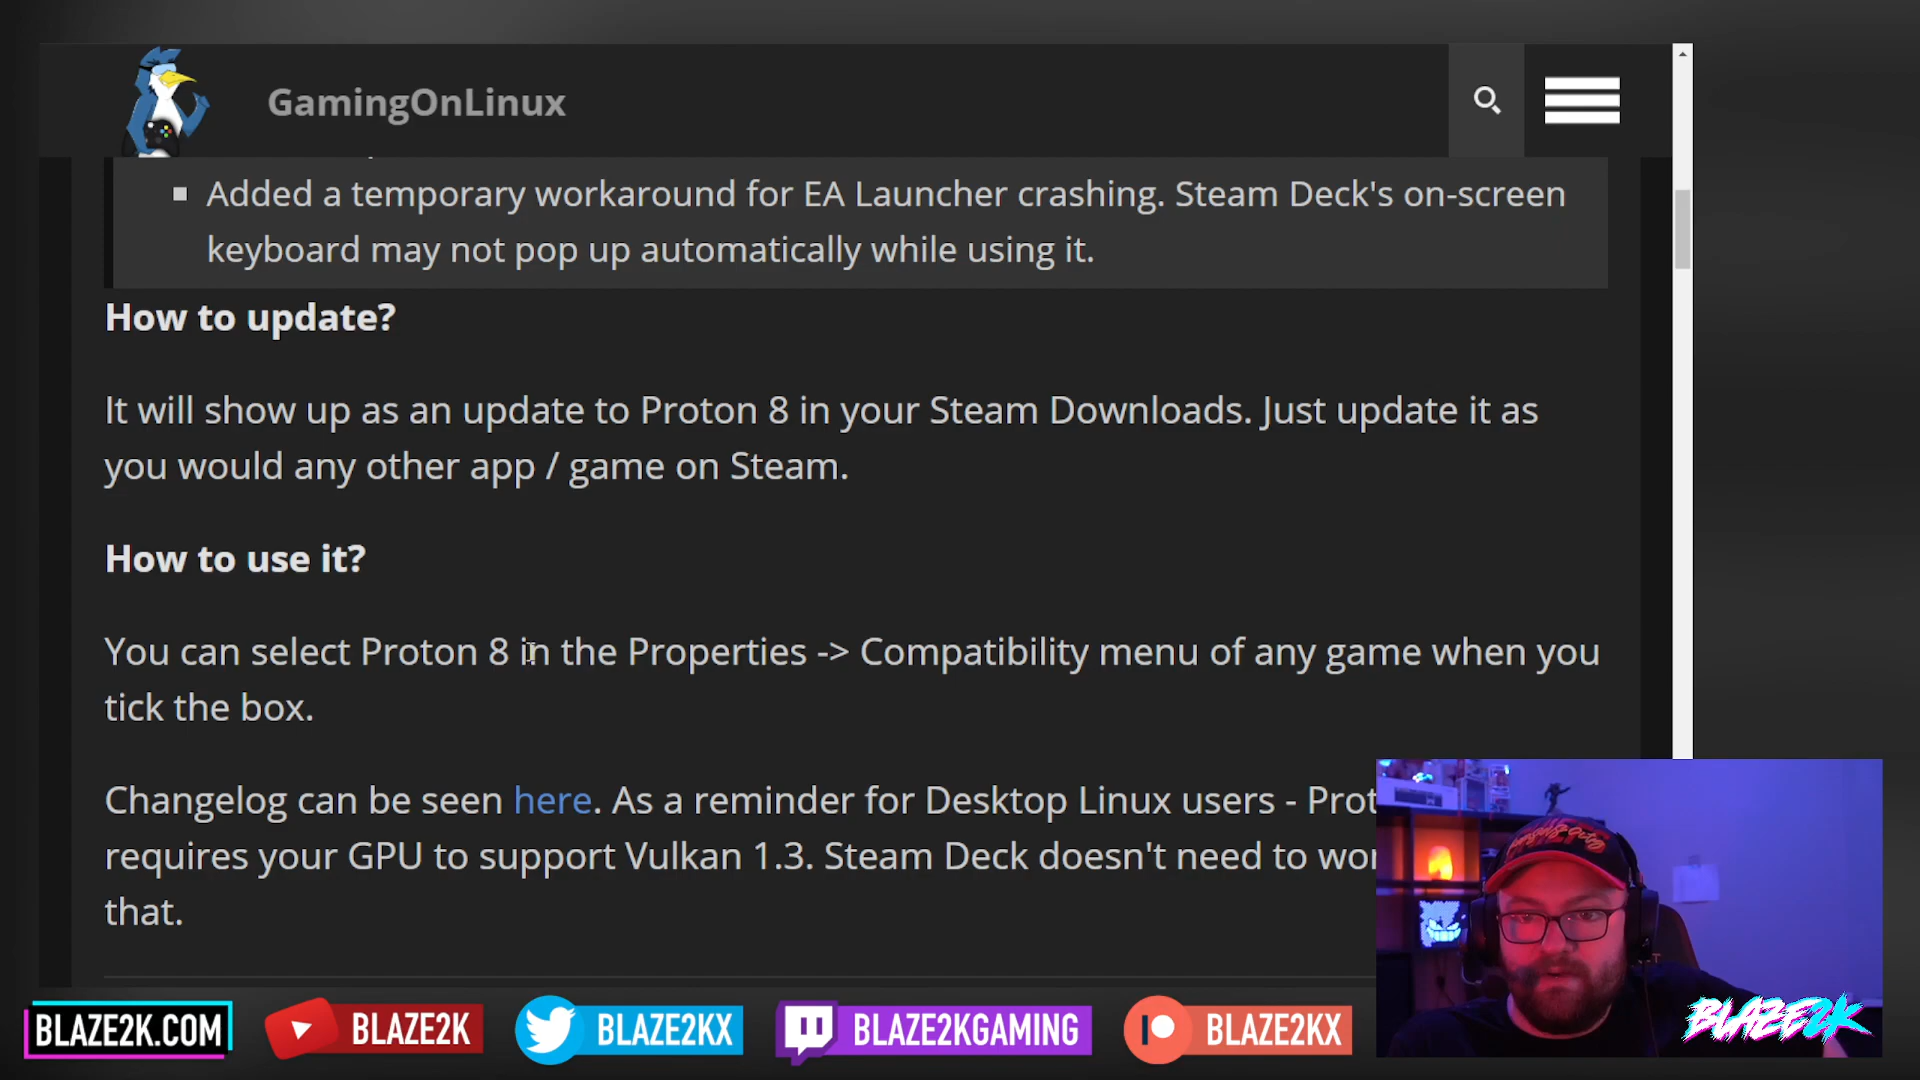 GamingOnLinux
Added a temporary workaround for EA Launcher crashing. Steam Deck's on-screen
keyboard may not pop up automatically while using it.
How to update?
It will show up as an update to Proton 8 in your Steam Downloads. Just update it as
you would any other app / game on Steam.
How to use it?
You can select Proton 8 in the Properties -> Compatibility menu of any game when you
tick the box.
Changelog can be seen here. As a reminder for Desktop Linux users - Prot
requires your GPU to support Vulkan 1.3. Steam Deck doesn't need to wor
that.
BLAZE2K.COM
BLAZE2K
BLAZE2KX
BLAZE2KGAMING
BLAZE2KX
BLAZE2K